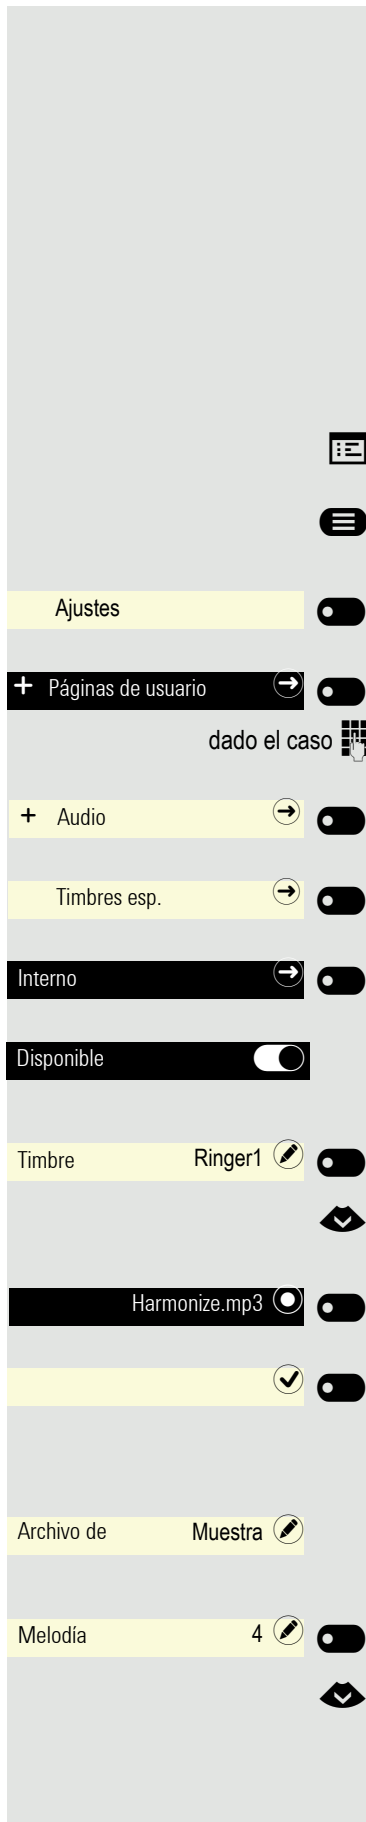 Ajustes
+ Páginas de usuario
dado el caso
+ Audio
Timbres esp.
Interno
Disponible
Timbre Ringer1
Harmonize.mp3
Archivo de Muestra
Melodía 4